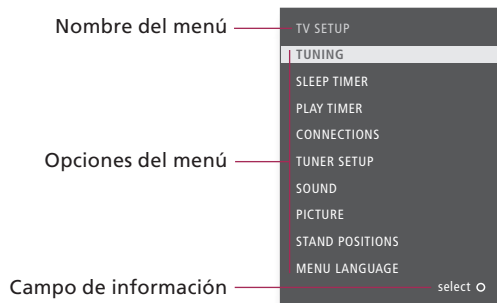 Nombre del menú
TV SETUP
TUNING
SLEEP TIMER
PLAY TIMER
CONNECTIONS
Opciones del menú
TUNER SETUP
SOUND
PICTURE
STAND POSITIONS
MENU LANGUAGE
Campo de información
select